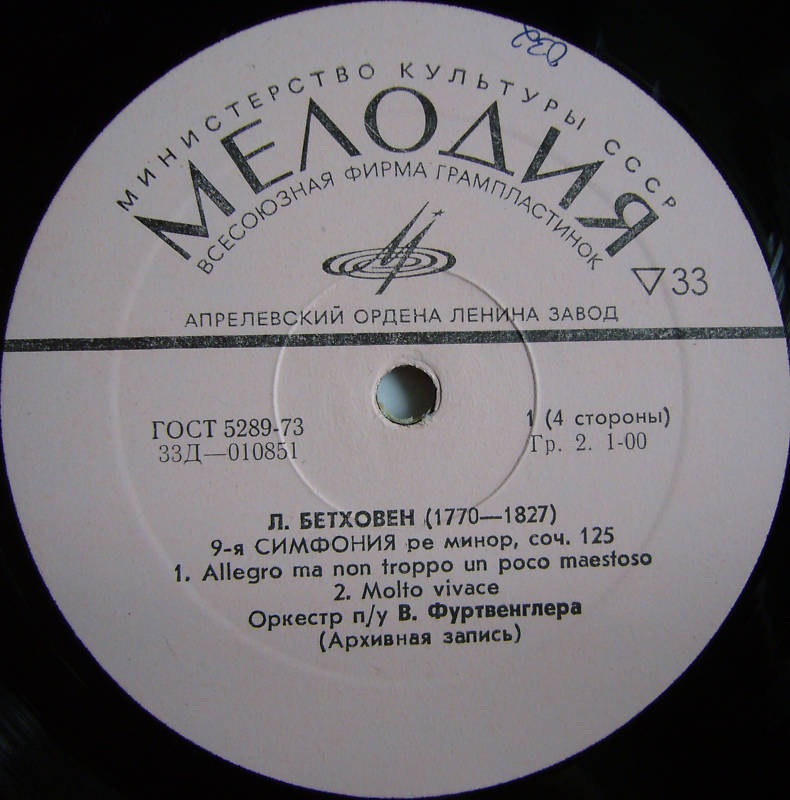 932
МИНИСТЕРСТВО КУЛЬТУРЫ СССР
МЕЛОДИЯ
ВСЕСОЮЗНАЯ ФИРМА ГРАМПЛАСТИНОК
▽33
АПРЕЛЕВСКИЙ ОРДЕНА ЛЕНИНА ЗАВОД
ГОСТ 5289-73
33Д—010851
1 (4 стороны)
Гр. 2. 1-00
Л. БЕТХОВЕН (1770—1827)
9-я СИМФОНИЯ ре минор, соч. 125
1. Allegro ma non troppo un poco maestoso
2. Molto vivace
Оркестр п/у В. Фуртвенглера
(Архивная запись)